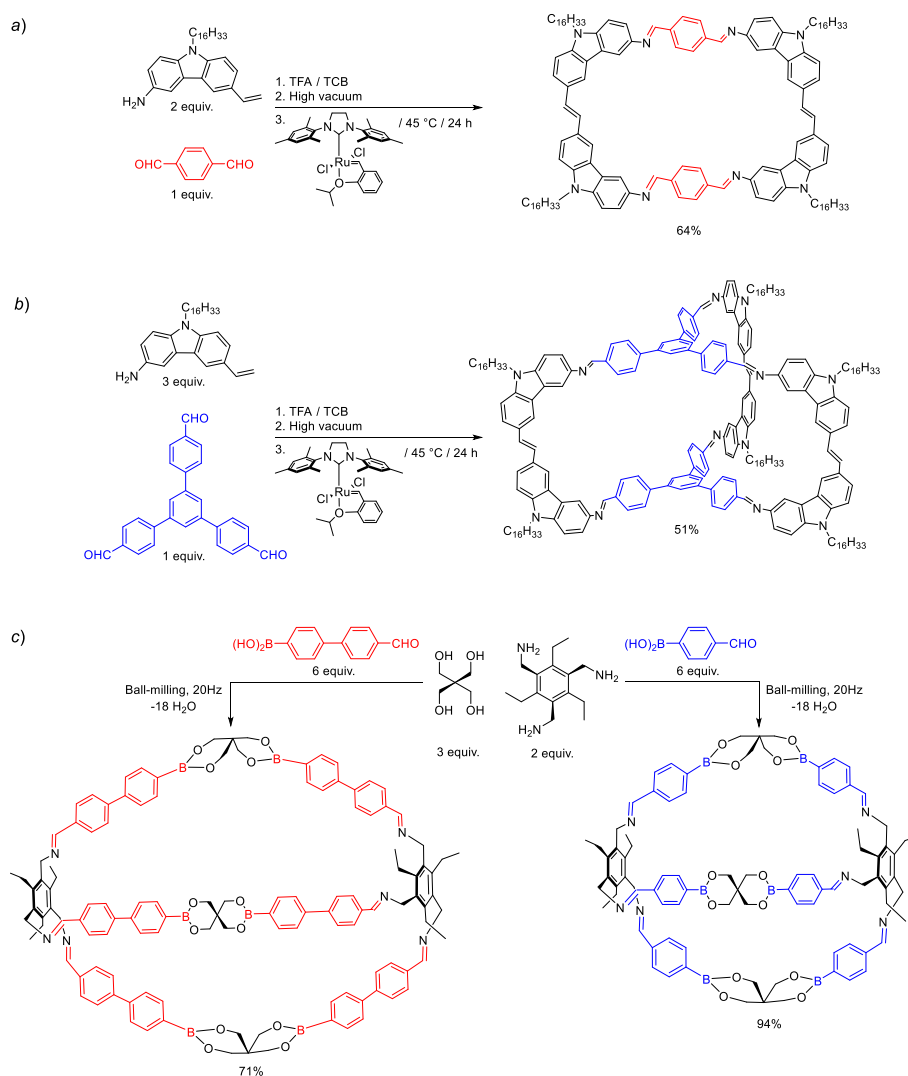 a)
C16H33
N
H2N
2 equiv.
OHC
CHO
1 equiv.
1. TFA / TCB
2. High vacuum
3.
N
N
Cl
Ru
Cl
O
/ 45 °C / 24 h
C16H33
N
N
N
N
C16H33
N
N
N
N
C16H33
C16H33
64%
b)
C16H33
N
H2N
3 equiv.
CHO
OHC
CHO
1 equiv.
1. TFA / TCB
2. High vacuum
3.
N
N
Cl
Ru
Cl
O
/ 45 °C / 24 h
N
N
C16H33
C16H33
N
N
N
N
C16H33
N
N
C16H33
N
N
N
N
C16H33
C16H33
51%
c)
(HO)2B
CHO
6 equiv.
Ball-milling, 20Hz
-18 H2O
OH
OH
OH
OH
3 equiv.
NH2
NH2
H2N
2 equiv.
(HO)2B
CHO
6 equiv.
Ball-milling, 20Hz
-18 H2O
O
O
B
O
O
B
N
N
N
N
B
O
O
O
O
B
N
N
B
O
O
O
O
B
71%
O
O
B
O
O
B
N
N
N
N
B
O
O
O
O
B
N
N
B
O
O
O
O
B
94%